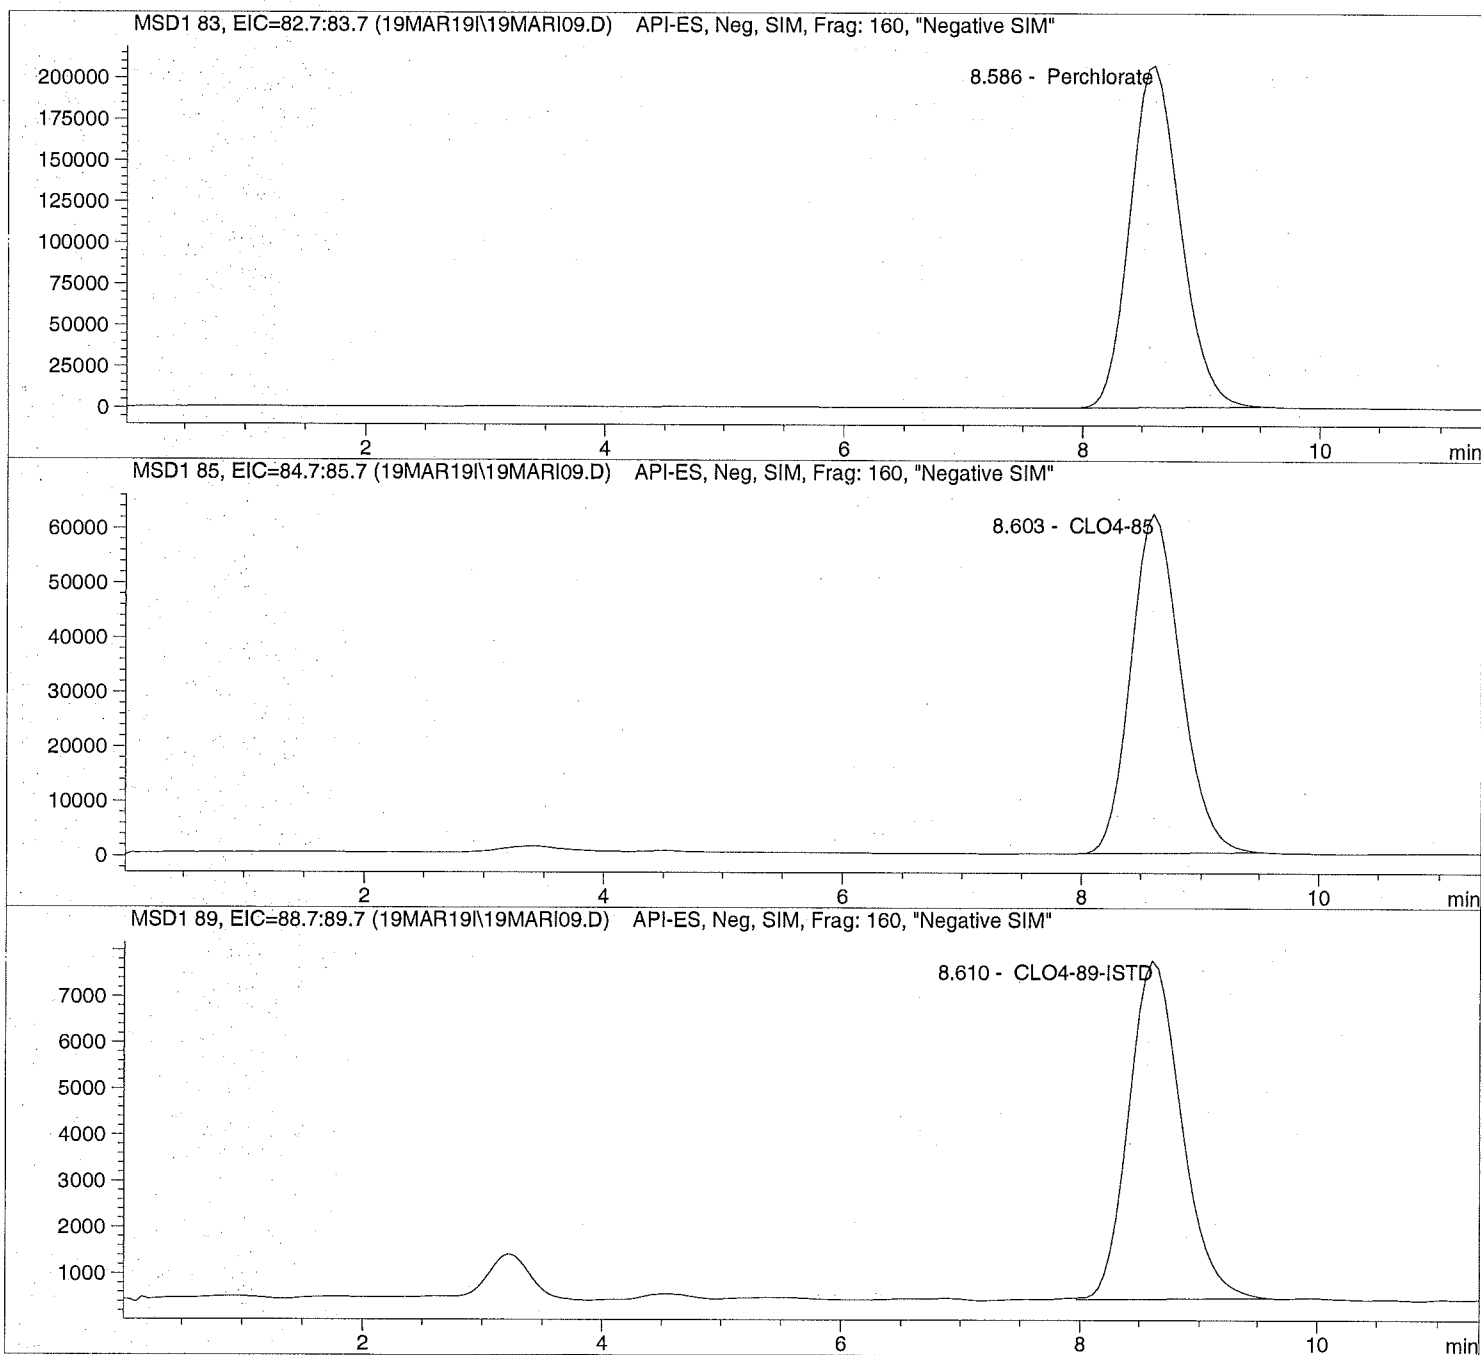 MSD1 83, EIC=82.7:83.7 (19MAR19I\19MARI09.D) API-ES, Neg, SIM, Frag: 160, "Negative SIM"
8.586 - Perchlorate
200000
175000
150000
125000
100000
75000
50000
25000
0
2 4 6 8 10 min
MSD1 85, EIC=84.7:85.7 (19MAR19I\19MARI09.D) API-ES, Neg, SIM, Frag: 160, "Negative SIM"
8.603 - CLO4-85
60000
50000
40000
30000
20000
10000
0
2 4 6 8 10 min
MSD1 89, EIC=88.7:89.7 (19MAR19I\19MARI09.D) API-ES, Neg, SIM, Frag: 160, "Negative SIM"
8.610 - CLO4-89-ISTD
7000
6000
5000
4000
3000
2000
1000
2 4 6 8 10 min